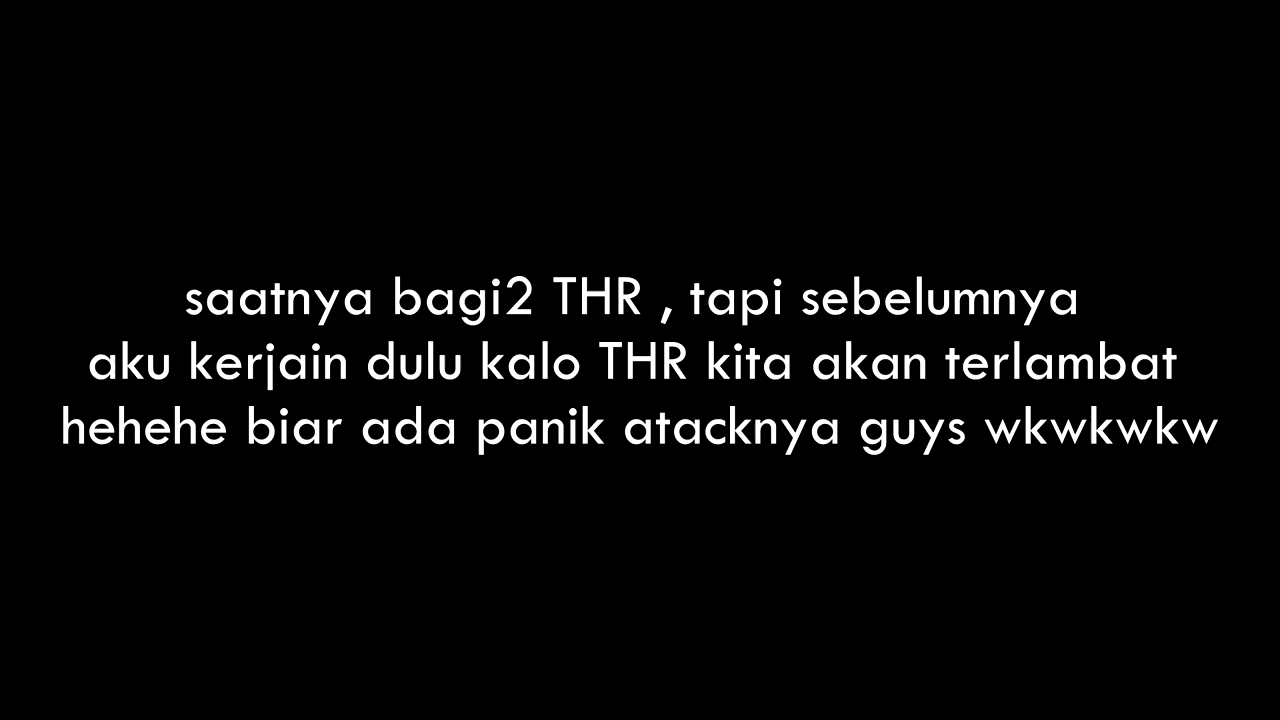 saatnya bagi2 THR , tapi sebelumnya
aku kerjain dulu kalo THR kita akan terlambat
hehehe biar ada panik atacknya guys wkwkwkw